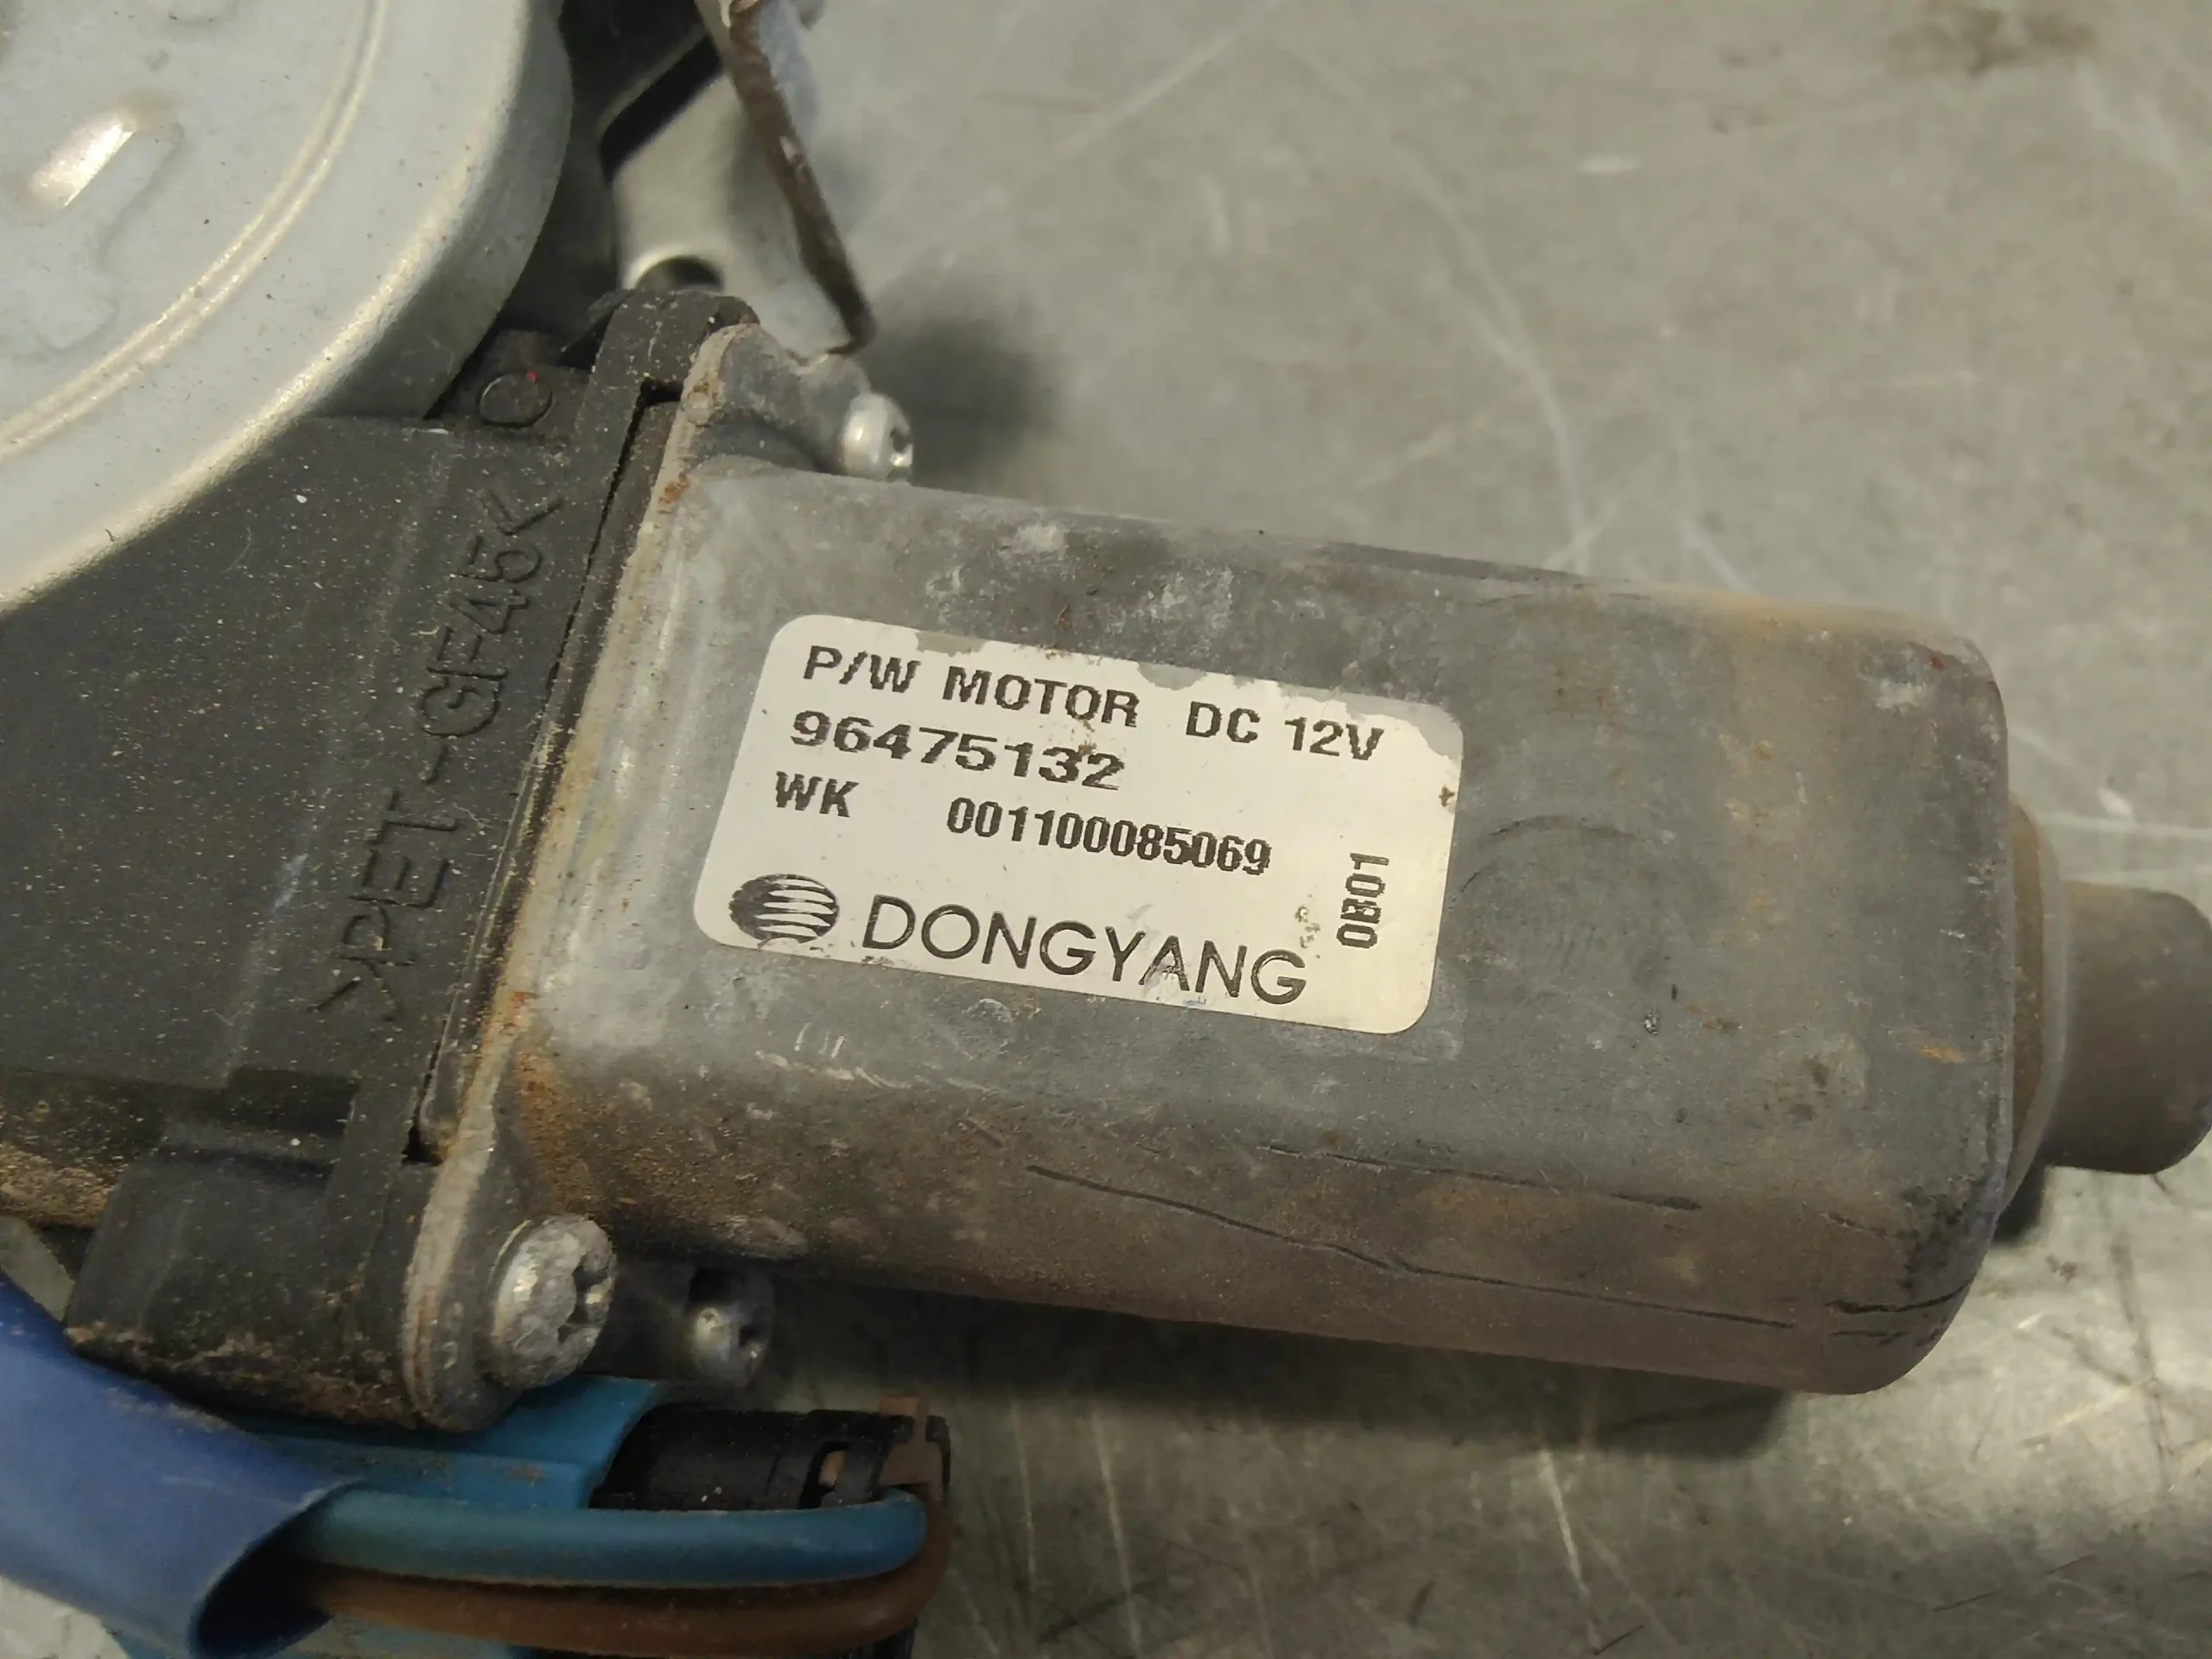 P/W MOTOR DC 12V
96475132
WK 001100085069
0B01
DONGYANG
>PET-GF45<